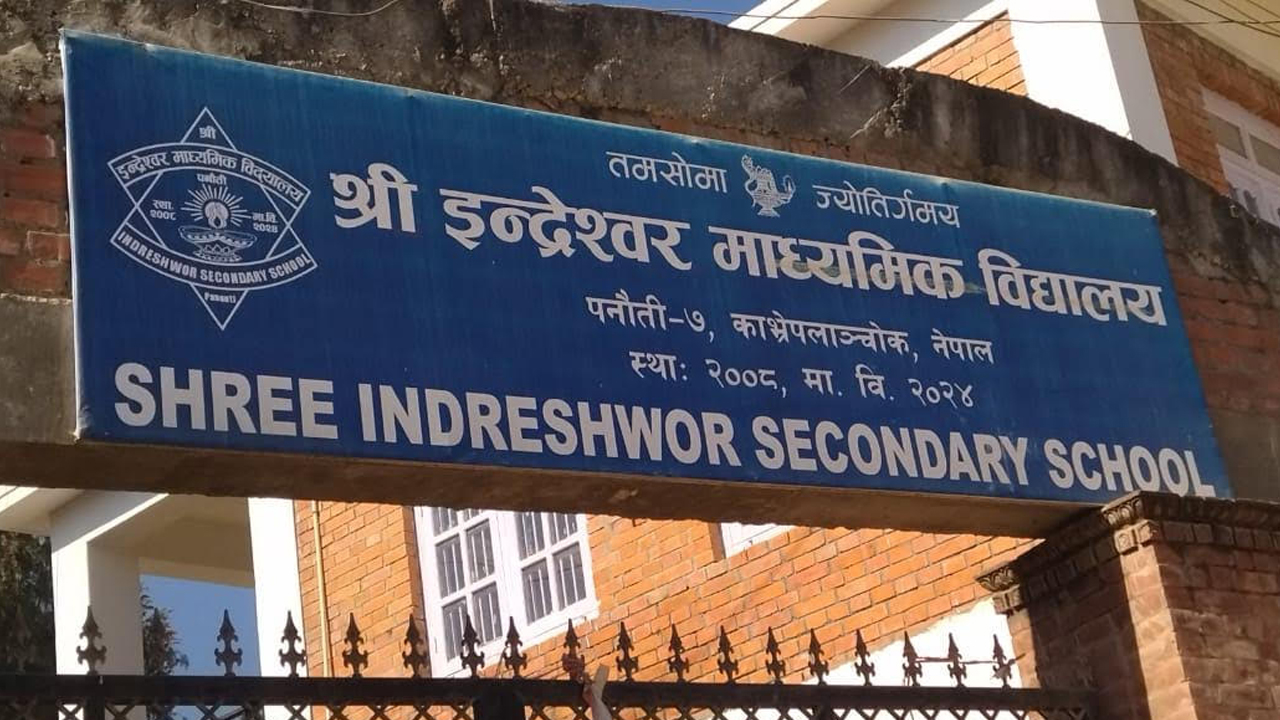 श्री
इन्द्रेश्वर माध्यमिक विद्यालय
पनौती
स्था. २००८ मा.वि. २०२४
INDRESHWOR SECONDARY SCHOOL
Panauti
तमसोमा ज्योतिर्गमय
श्री इन्द्रेश्वर माध्यमिक विद्यालय
पनौती-७, काभ्रेपलाञ्चोक, नेपाल
स्था: २००८, मा. वि. २०२४
SHREE INDRESHWOR SECONDARY SCHOOL